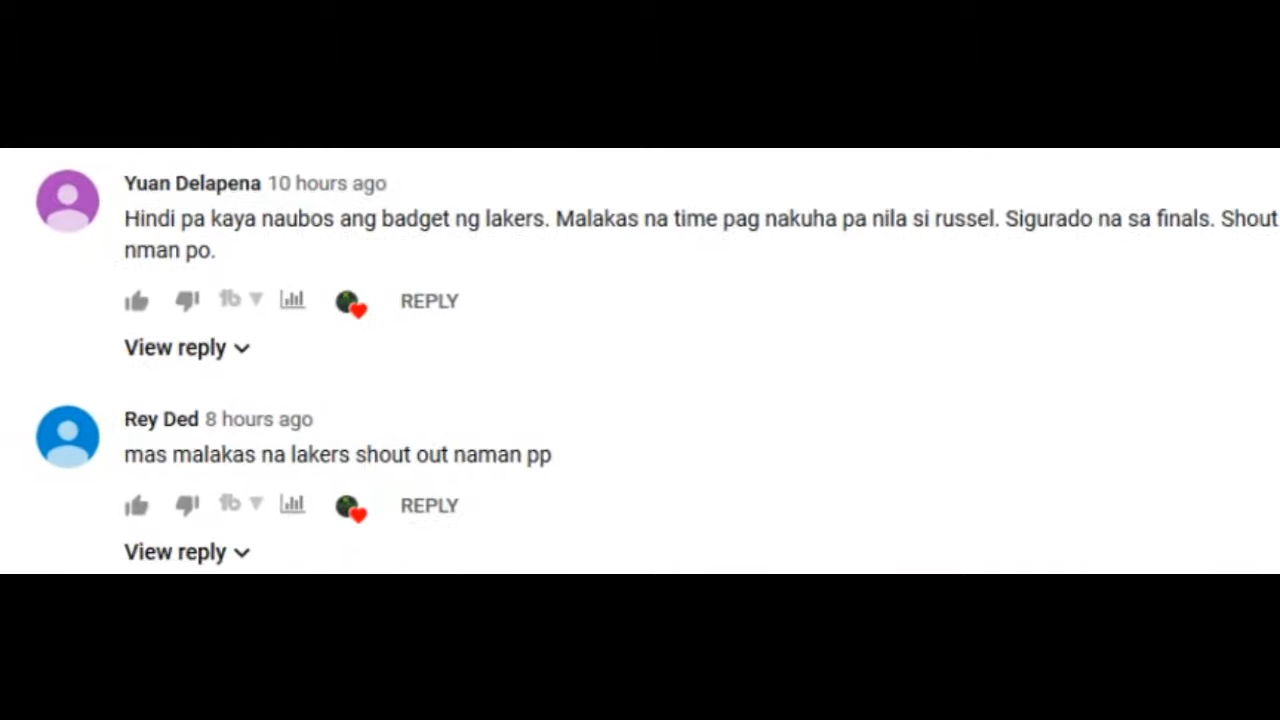 Yuan Delapena 10 hours ago
Hindi pa kaya naubos ang badget ng lakers. Malakas na time pag nakuha pa nila si russel. Sigurado na sa finals. Shout
nman po.
REPLY
View reply
Rey Ded 8 hours ago
mas malakas na lakers shout out naman pp
REPLY
View reply